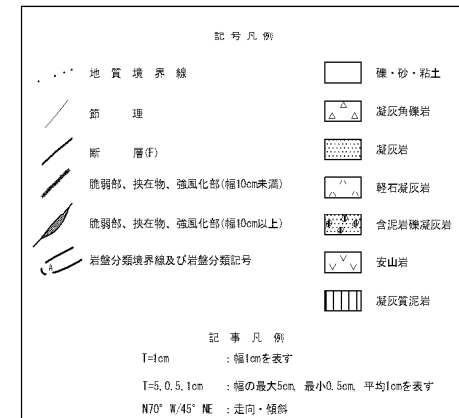 記号凡例
地質境界線
節理
断層(F)
脆弱部、挟在物、強風化部(幅10cm未満)
脆弱部、挟在物、強風化部(幅10cm以上)
A 岩盤分類境界線及び岩盤分類記号
礫・砂・粘土
凝灰角礫岩
凝灰岩
軽石凝灰岩
含泥岩礫凝灰岩
安山岩
凝灰質泥岩
記事凡例
T=1cm :幅1cmを表す
T=5,0.5,1cm :幅の最大5cm, 最小0.5cm, 平均1cmを表す
N70°W/45°NE :走向・傾斜